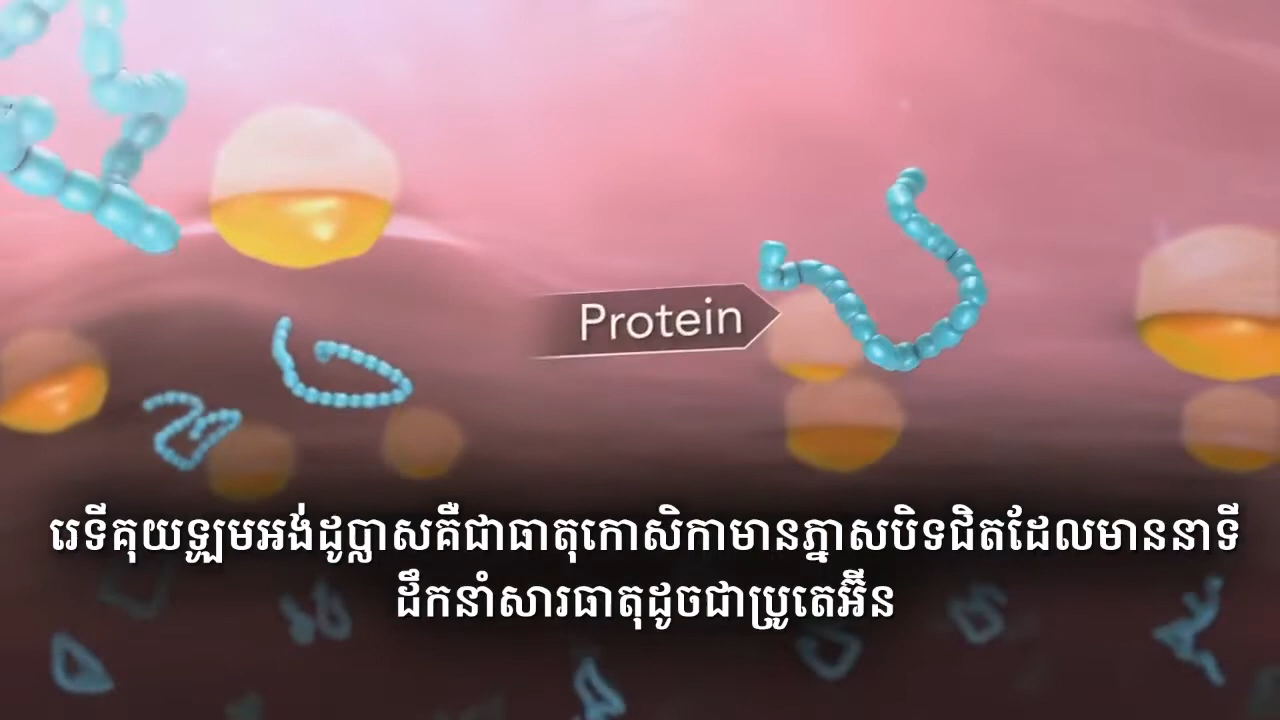 Protein
រេទីគុយឡូមអង់ដូប្លាសគឺជាធាតុកោសិកាមានភ្នាសបិទជិតដែលមាននាទី
ដឹកនាំសារធាតុដូចជាប្រូតេអ៊ីន